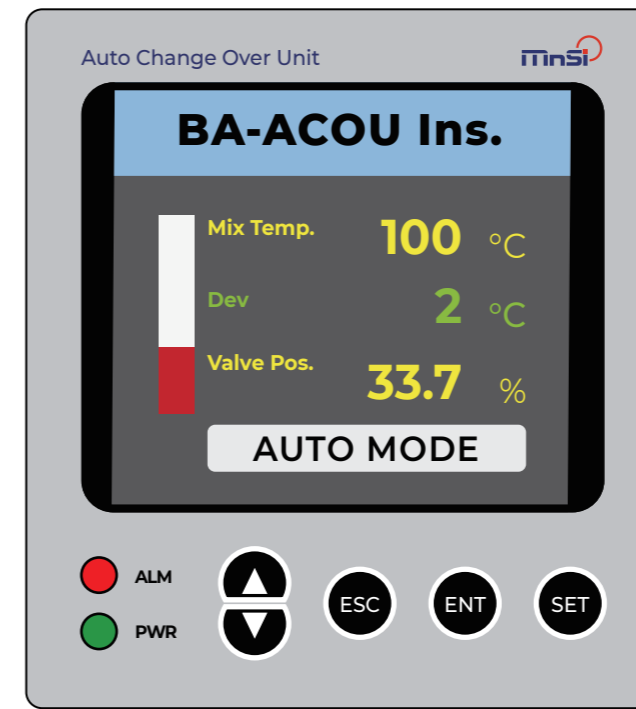 Auto Change Over Unit
MinSi
BA-ACOU Ins.
Mix Temp. 100 °C
Dev 2 °C
Valve Pos. 33.7 %
AUTO MODE
ALM
PWR
ESC
ENT
SET